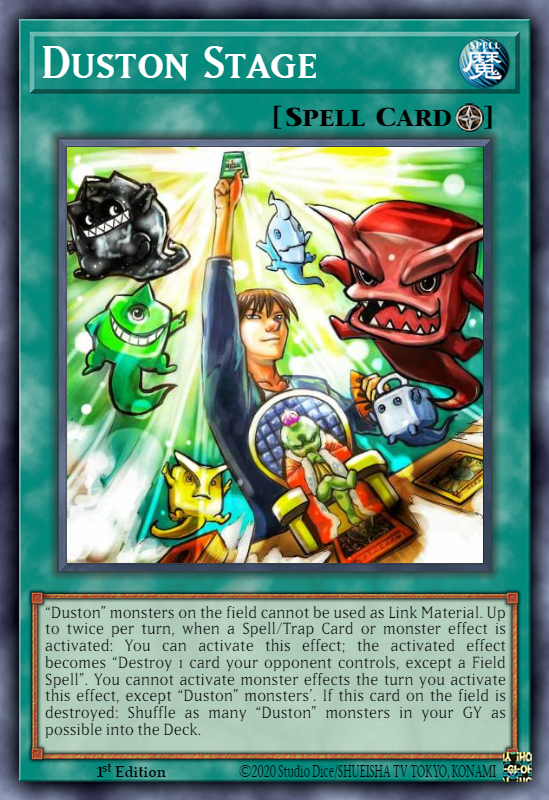 Duston Stage
SPELL
魔
[Spell Card]
“Duston” monsters on the field cannot be used as Link Material. Up
to twice per turn, when a Spell/Trap Card or monster effect is
activated: You can activate this effect; the activated effect
becomes “Destroy 1 card your opponent controls, except a Field
Spell”. You cannot activate monster effects the turn you activate
this effect, except “Duston” monsters’. If this card on the field is
destroyed: Shuffle as many “Duston” monsters in your GY as
possible into the Deck.
1st Edition
©2020 Studio Dice/SHUEISHA TV TOKYO, KONAMI